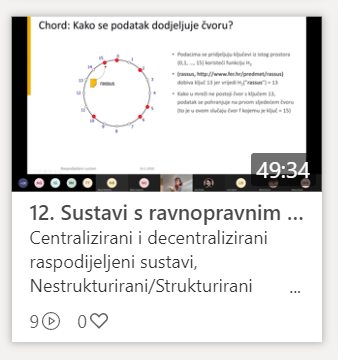 Chord: Kako se podatak dodjeljuje čvoru?
rassus
Podacima se pridjeljuju ključevi iz istog prostora
{0,1, ..., 15} koristeći funkciju H₁
(rassus, http://www.fer.hr/predmet/rassus)
dobiva ključ 13 jer vrijedi H₁("rassus") = 13
Kako u mreži ne postoji čvor s ključem 13,
podatak se pohranjuje na prvom sljedećem čvoru
(to je u ovom slučaju čvor f kojemu je ključ = 15)
49:34
12. Sustavi s ravnopravnim ...
Centralizirani i decentralizirani
raspodijeljeni sustavi,
Nestrukturirani/Strukturirani ...
9 0